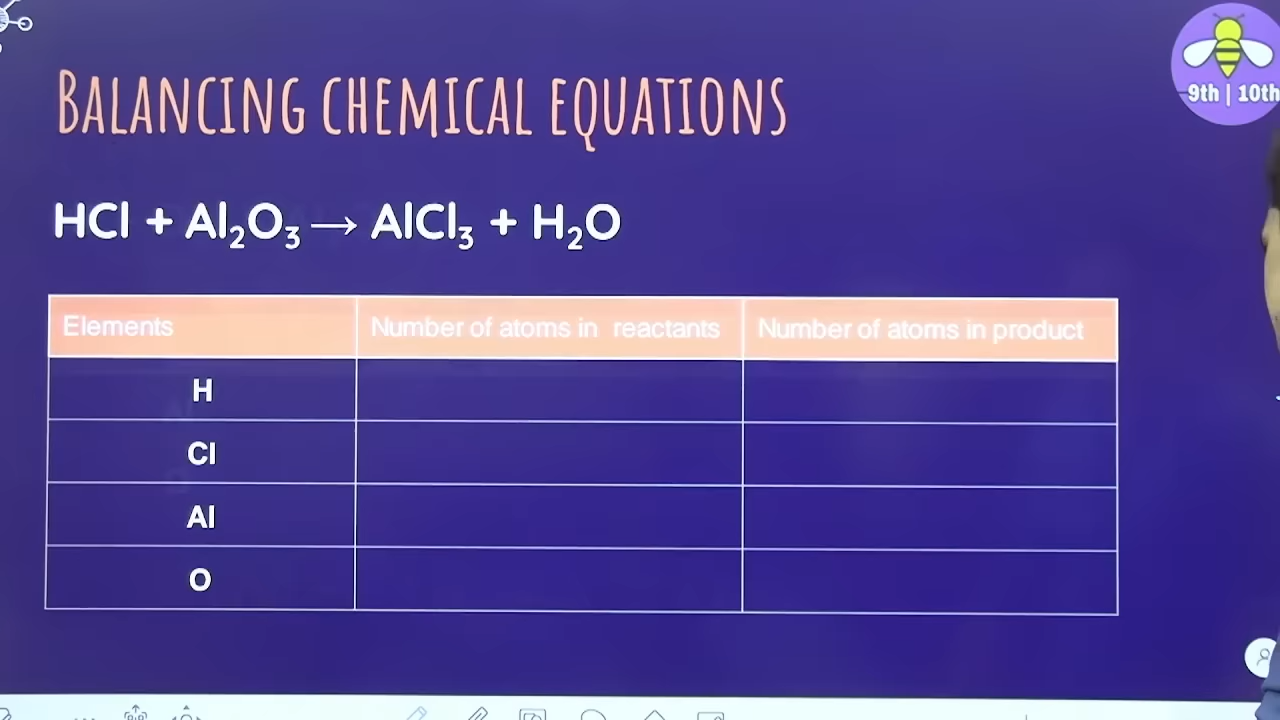 BALANCING CHEMICAL EQUATIONS
9th | 10th
HCl + Al₂O₃ → AlCl₃ + H₂O
Elements
Number of atoms in reactants
Number of atoms in product
H
Cl
Al
O